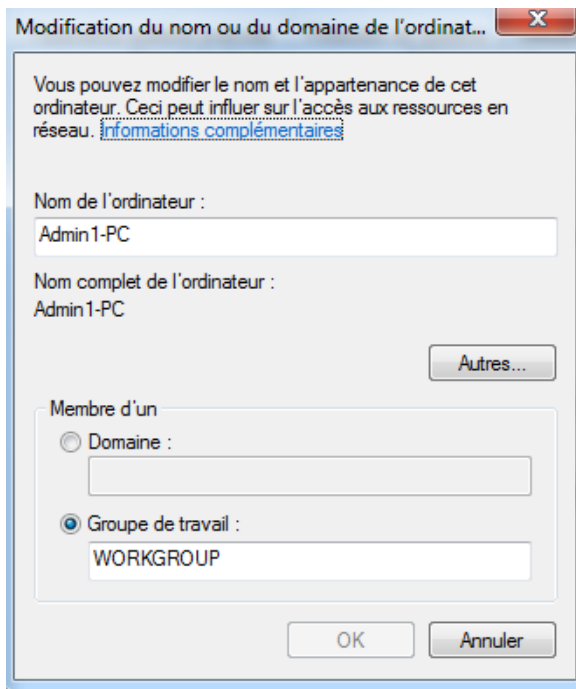 Modification du nom ou du domaine de l'ordinat...
Vous pouvez modifier le nom et l'appartenance de cet
ordinateur. Ceci peut influer sur l'accès aux ressources en
réseau. Informations complémentaires
Nom de l'ordinateur :
Admin1-PC
Nom complet de l'ordinateur :
Admin1-PC
Autres...
Membre d'un
Domaine :
Groupe de travail :
WORKGROUP
OK Annuler